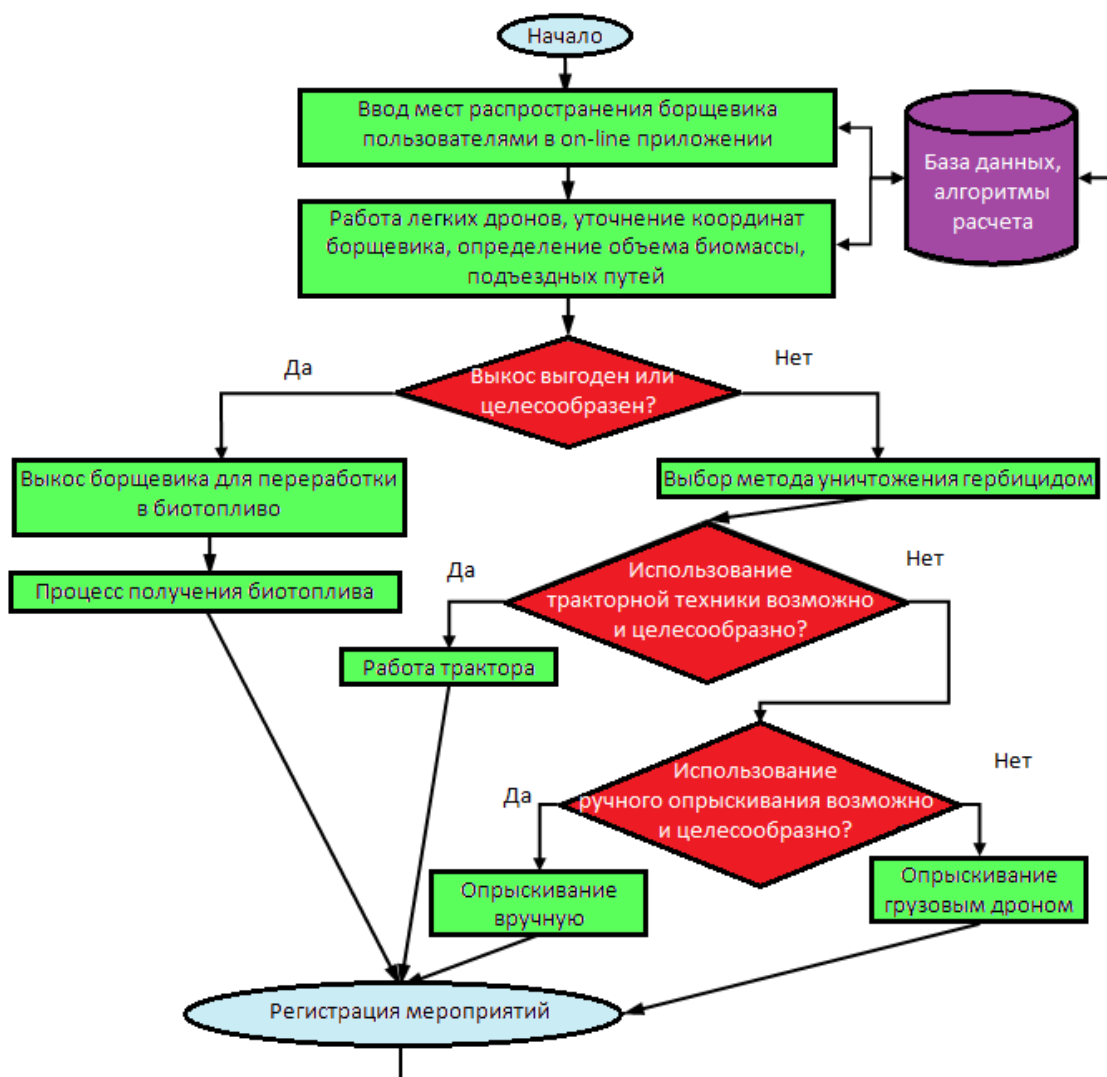 Начало
Ввод мест распространения борщевика
пользователями в on-line приложении
База данных,
алгоритмы
расчета
Работа легких дронов, уточнение координат
борщевика, определение объема биомассы,
подъездных путей
Да
Нет
Выкос выгоден или
целесообразен?
Выкос борщевика для переработки
в биотопливо
Выбор метода уничтожения гербицидом
Процесс получения биотоплива
Да
Нет
Использование
тракторной техники возможно
и целесообразно?
Работа трактора
Да
Нет
Использование
ручного опрыскивания возможно
и целесообразно?
Опрыскивание
вручную
Опрыскивание
грузовым дроном
Регистрация мероприятий